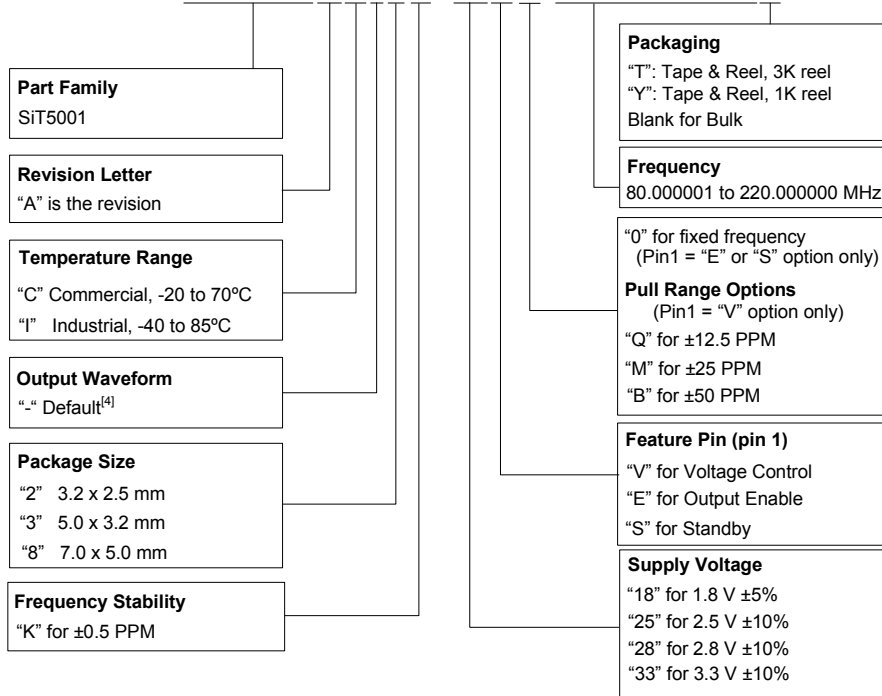 Part Family
SiT5001
Revision Letter
“A” is the revision
Temperature Range
“C” Commercial, -20 to 70ºC
“I” Industrial, -40 to 85ºC
Output Waveform
“-“ Default[4]
Package Size
“2” 3.2 x 2.5 mm
“3” 5.0 x 3.2 mm
“8” 7.0 x 5.0 mm
Frequency Stability
“K” for ±0.5 PPM
Packaging
“T”: Tape & Reel, 3K reel
“Y”: Tape & Reel, 1K reel
Blank for Bulk
Frequency
80.000001 to 220.000000 MHz
“0” for fixed frequency
(Pin1 = “E” or “S” option only)
Pull Range Options
(Pin1 = “V” option only)
“Q” for ±12.5 PPM
“M” for ±25 PPM
“B” for ±50 PPM
Feature Pin (pin 1)
“V” for Voltage Control
“E” for Output Enable
“S” for Standby
Supply Voltage
“18” for 1.8 V ±5%
“25” for 2.5 V ±10%
“28” for 2.8 V ±10%
“33” for 3.3 V ±10%